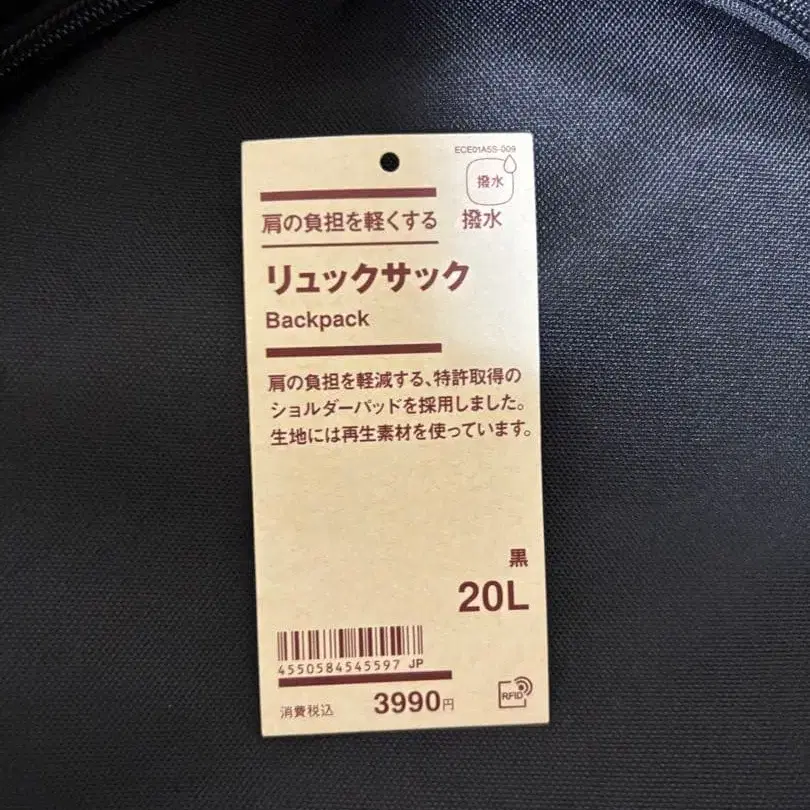 ECE01A5S-009
撥水
肩の負担を軽くする 撥水
リュックサック
Backpack
肩の負担を軽減する、特許取得の
ショルダーパッドを採用しました。
生地には再生素材を使っています。
黒
20L
4550584545597 JP
消費税込 3990円
RFID